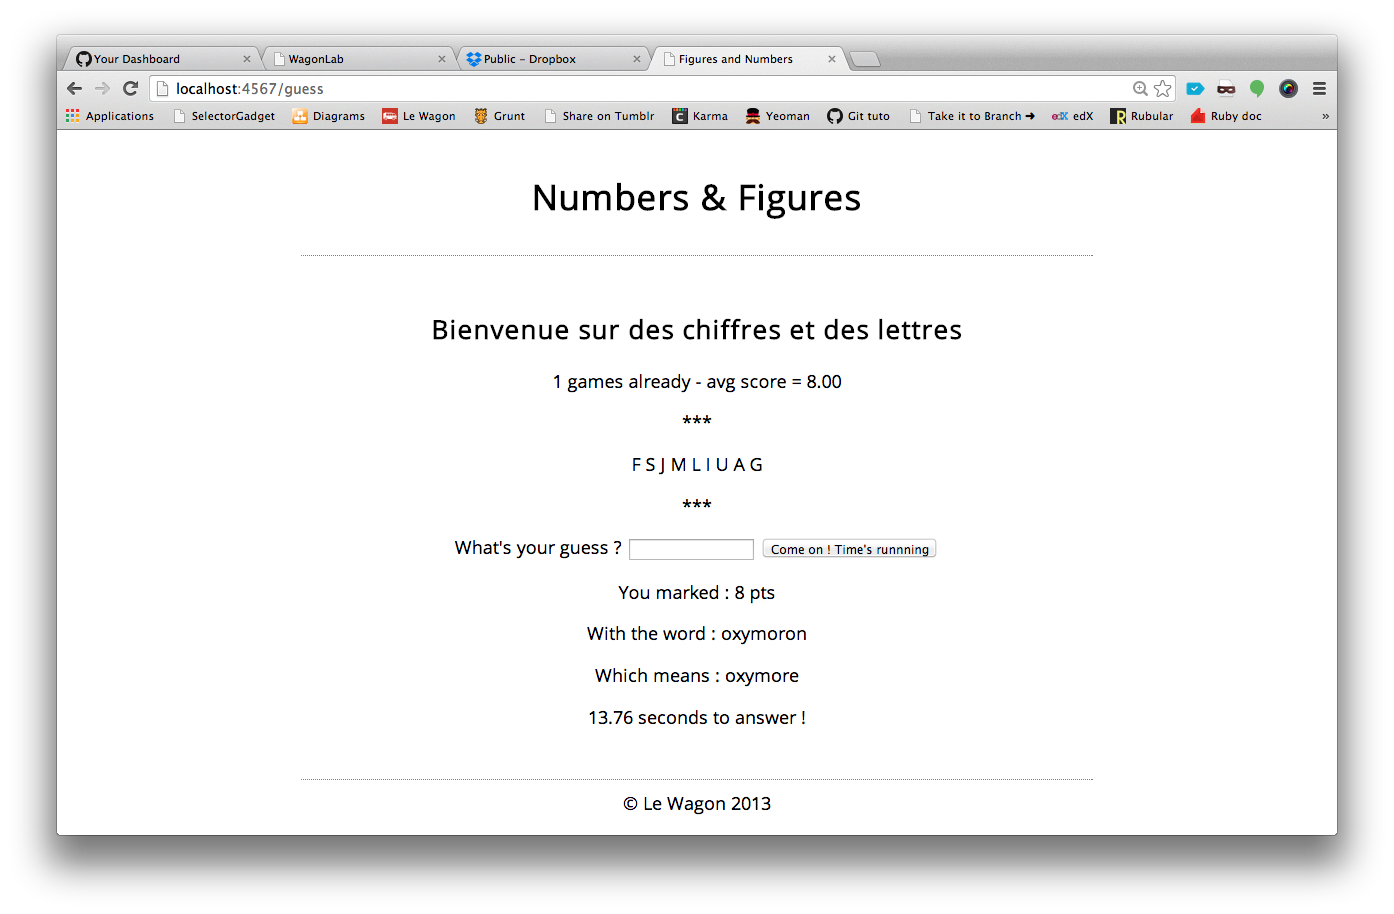 Your Dashboard WagonLab Public – Dropbox Figures and Numbers
localhost:4567/guess
Applications SelectorGadget Diagrams Le Wagon Grunt Share on Tumblr Karma Yeoman Git tuto Take it to Branch ➔ edX edX Rubular Ruby doc »
Numbers & Figures
Bienvenue sur des chiffres et des lettres
1 games already - avg score = 8.00
***
F S J M L I U A G
***
What's your guess ? Come on ! Time's runnning
You marked : 8 pts
With the word : oxymoron
Which means : oxymore
13.76 seconds to answer !
© Le Wagon 2013